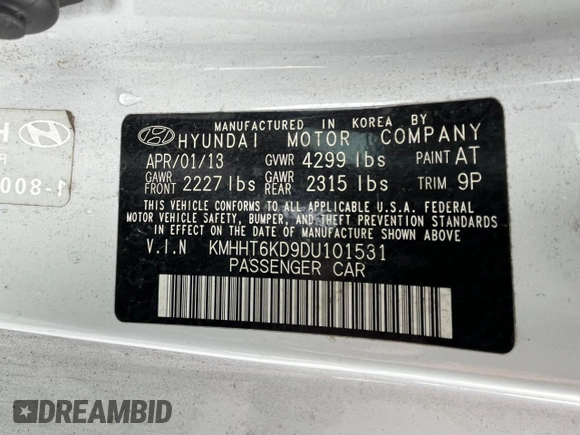 MANUFACTURED IN KOREA BY
HYUNDAI MOTOR COMPANY
APR/01/13 GVWR 4299 lbs PAINT AT
GAWR FRONT 2227 lbs GAWR REAR 2315 lbs TRIM 9P
THIS VEHICLE CONFORMS TO ALL APPLICABLE U.S.A. FEDERAL
MOTOR VEHICLE SAFETY, BUMPER, AND THEFT PREVENTION STANDARDS
IN EFFECT ON THE DATE OF MANUFACTURE SHOWN ABOVE.
V.I.N KMHHT6KD9DU101531
PASSENGER CAR
1-800
DREAMBID